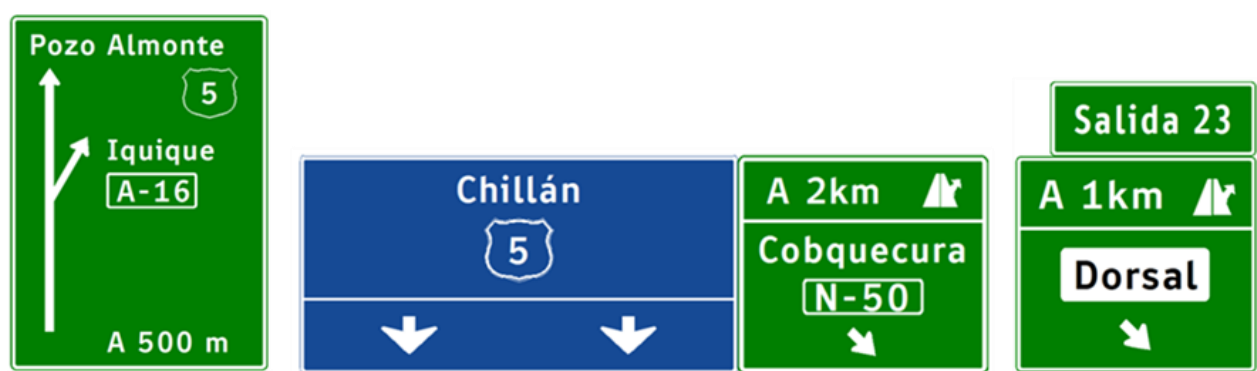 Pozo Almonte
5
Iquique
A-16
A 500 m
Chillán
5
A 2km
Cobquecura
N-50
Salida 23
A 1km
Dorsal